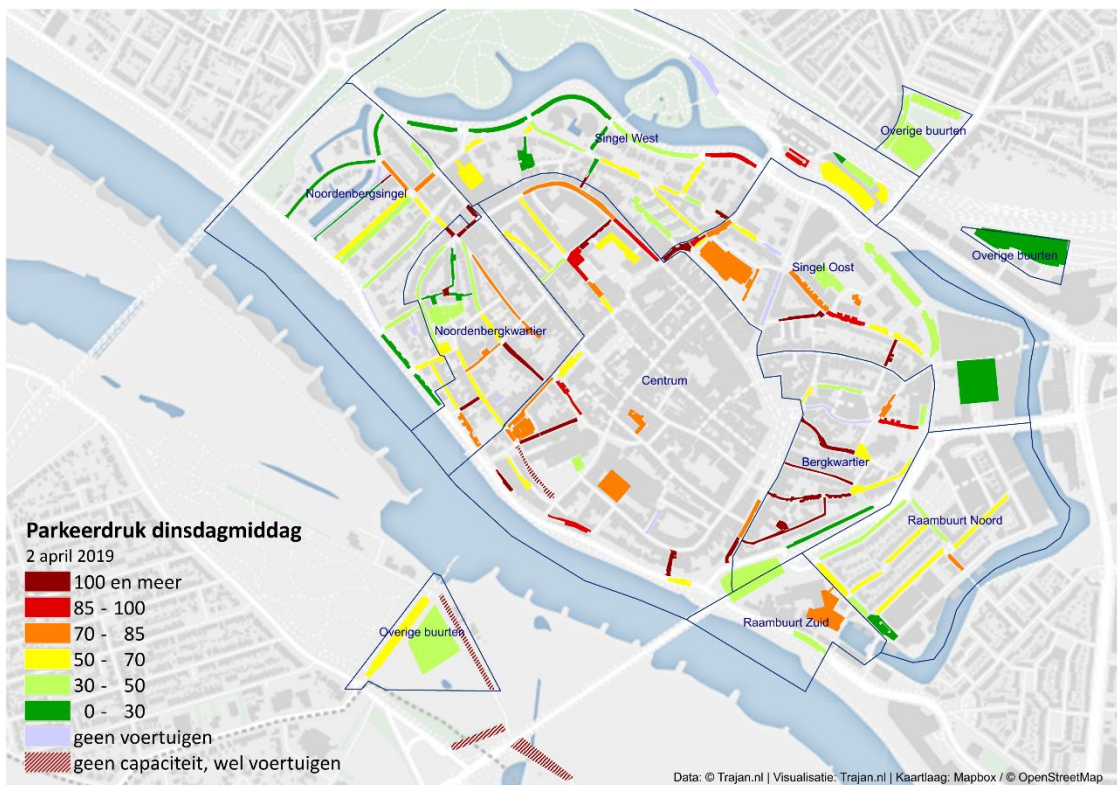 Singel West
Overige buurten
Noordenbergsingel
Singel Oost
Overige buurten
Noordenbergkwartier
Centrum
Bergkwartier
Raambuurt Noord
Raambuurt Zuid
Overige buurten
Parkeerdruk dinsdagmiddag
2 april 2019
100 en meer
85 - 100
70 - 85
50 - 70
30 - 50
0 - 30
geen voertuigen
geen capaciteit, wel voertuigen
Data: © Trajan.nl | Visualisatie: Trajan.nl | Kaartlaag: Mapbox / © OpenStreetMap